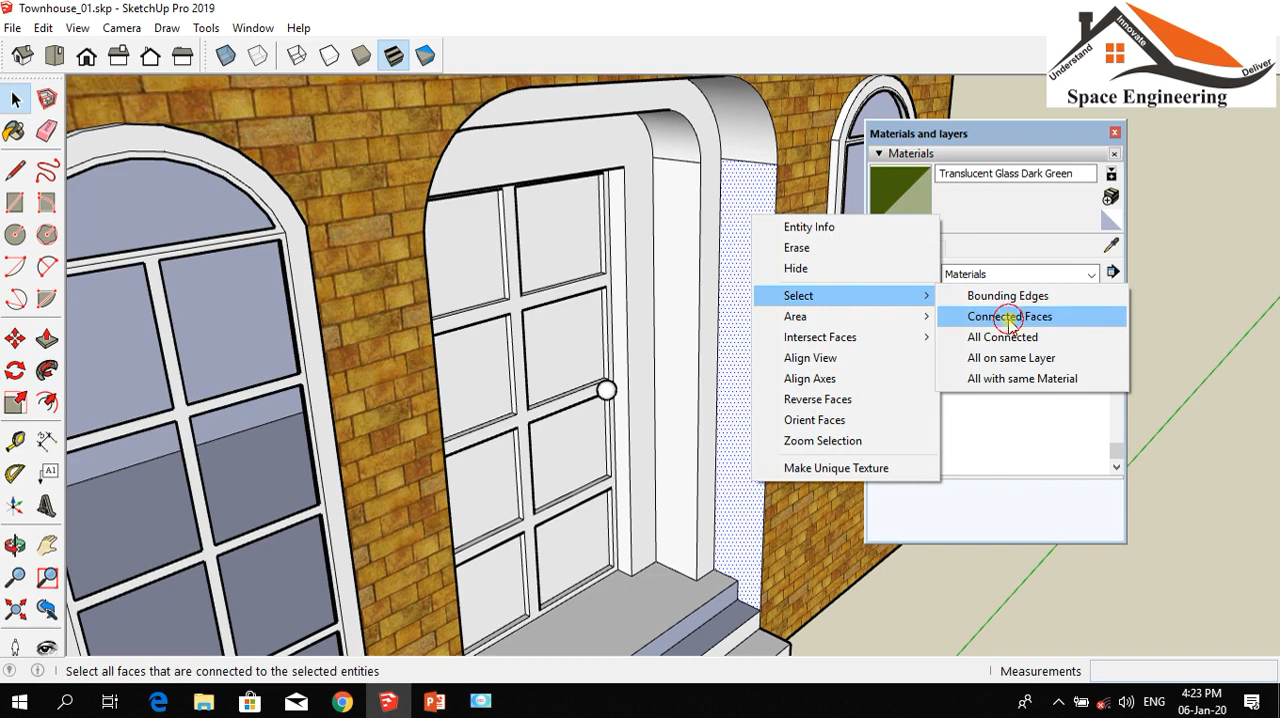 Townhouse_01.skp - SketchUp Pro 2019
File Edit View Camera Draw Tools Window Help
Understand
Innovate
Deliver
Space Engineering
Materials and layers
Materials
Translucent Glass Dark Green
Materials
Entity Info
Erase
Hide
Select
Area
Intersect Faces
Align View
Align Axes
Reverse Faces
Orient Faces
Zoom Selection
Make Unique Texture
Bounding Edges
Connected Faces
All Connected
All on same Layer
All with same Material
A1
Select all faces that are connected to the selected entities
Measurements
ENG
4:23 PM
06-Jan-20